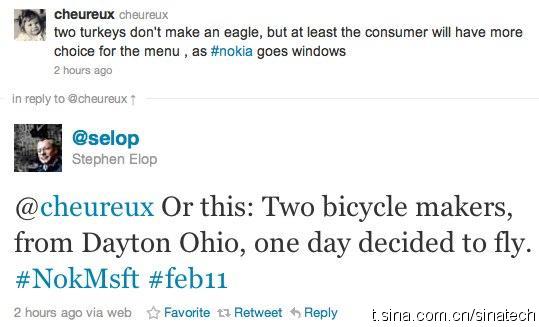 cheureux cheureux
two turkeys don't make an eagle, but at least the consumer will have more
choice for the menu , as #nokia goes windows
2 hours ago
in reply to @cheureux ↑
@selop
Stephen Elop
@cheureux Or this: Two bicycle makers,
from Dayton Ohio, one day decided to fly.
#NokMsft #feb11
2 hours ago via web Favorite Retweet Reply
t.sina.com.cn/sinatech